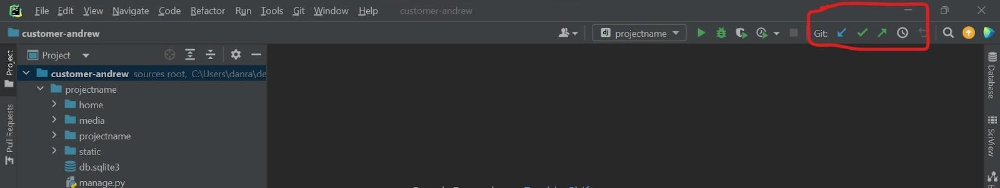 PC File Edit View Navigate Code Refactor Run Tools Git Window Help customer-andrew
customer-andrew dj projectname Git:
Project
Project
customer-andrew sources root, C:\Users\danra\de
projectname
home
media
projectname
static
db.sqlite3
manage.py
Pull Requests
Database
SciView